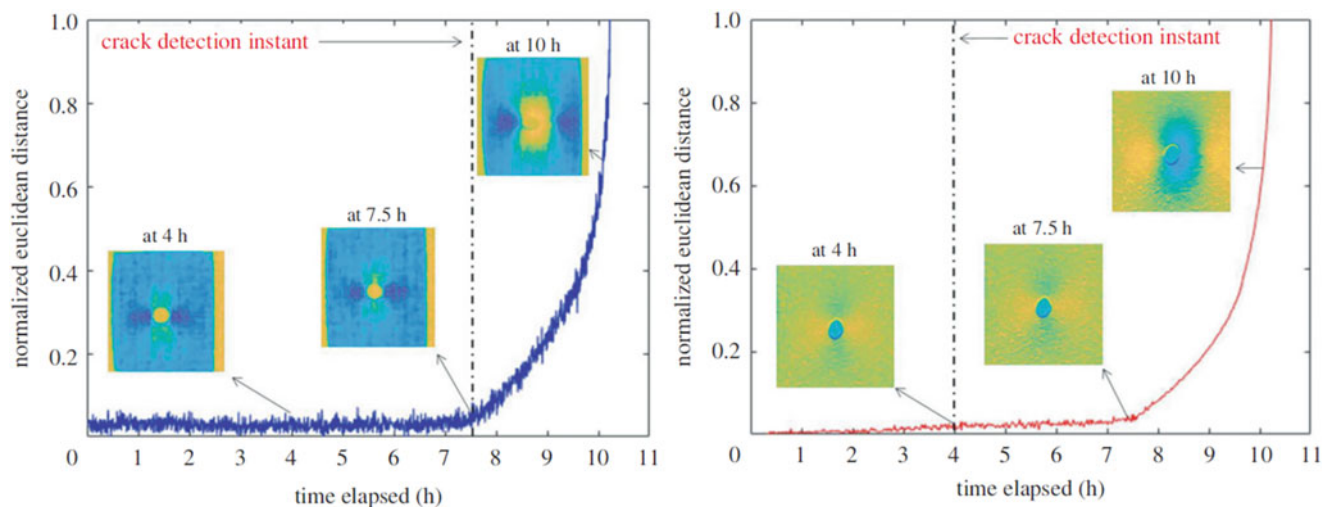 1.0
0.8
0.6
0.4
0.2
normalized euclidean distance
crack detection instant
at 10 h
at 7.5 h
at 4 h
0 1 2 3 4 5 6 7 8 9 10 11
time elapsed (h)
1.0
0.8
0.6
0.4
0.2
normalized euclidean distance
crack detection instant
at 10 h
at 7.5 h
at 4 h
0 1 2 3 4 5 6 7 8 9 10 11
time elapsed (h)